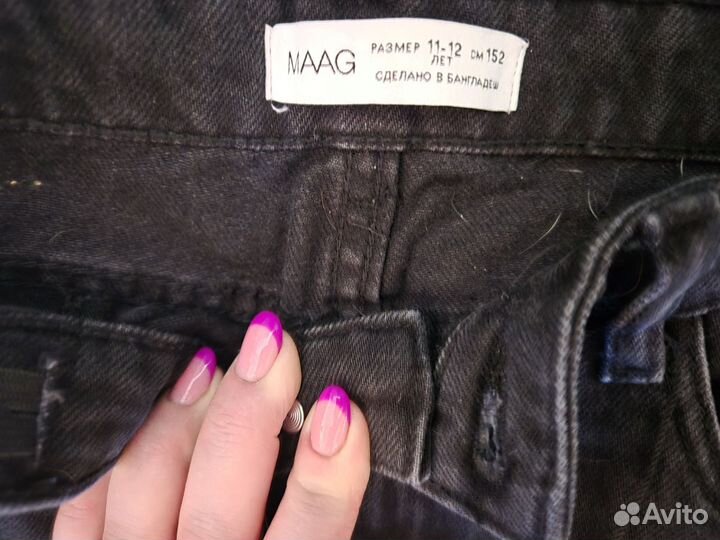 MAAG
РАЗМЕР 11-12 СМ 152
ЛЕТ
СДЕЛАНО В БАНГЛАДЕШ
Avito